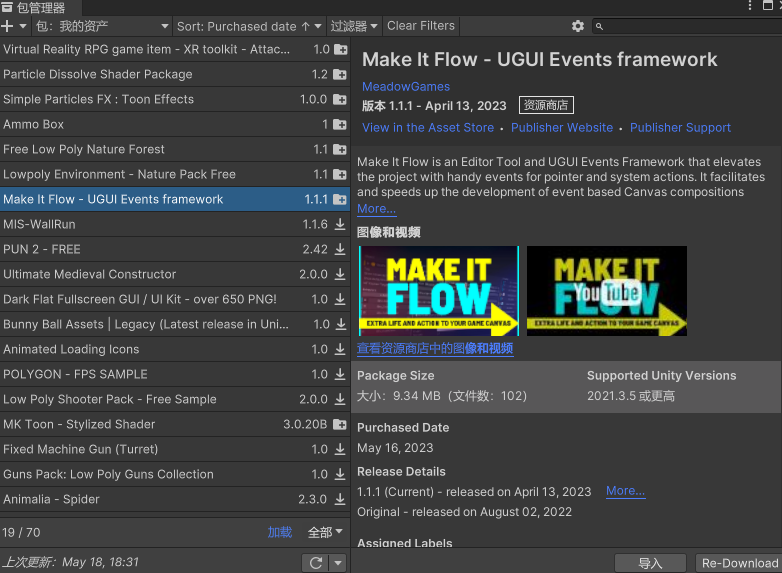 包管理器
包：我的资产
Sort: Purchased date ↑
过滤器
Clear Filters
Virtual Reality RPG game item - XR toolkit - Attac... 1.0
Particle Dissolve Shader Package 1.2
Simple Particles FX : Toon Effects 1.0.0
Ammo Box 1
Free Low Poly Nature Forest 1.1
Lowpoly Environment - Nature Pack Free 1.1
Make It Flow - UGUI Events framework 1.1.1
MIS-WallRun 1.1.6
PUN 2 - FREE 2.42
Ultimate Medieval Constructor 2.0.0
Dark Flat Fullscreen GUI / UI Kit - over 650 PNG! 1.0
Bunny Ball Assets | Legacy (Latest release in Uni... 1.0
Animated Loading Icons 1.0
POLYGON - FPS SAMPLE 1.0
Low Poly Shooter Pack - Free Sample 2.0.0
MK Toon - Stylized Shader 3.0.20B
Fixed Machine Gun (Turret) 1.0
Guns Pack: Low Poly Guns Collection 1.0
Animalia - Spider 2.3.0
19 / 70 加载 全部
上次更新：May 18, 18:31
Make It Flow - UGUI Events framework
MeadowGames
版本 1.1.1 - April 13, 2023 资源商店
View in the Asset Store • Publisher Website • Publisher Support
Make It Flow is an Editor Tool and UGUI Events Framework that elevates
the project with handy events for pointer and system actions. It facilitates
and speeds up the development of event based Canvas compositions
More...
图像和视频
MAKE IT
FLOW
EXTRA LIFE AND ACTION TO YOUR GAME CANVAS
MAKE IT
FLOW
YouTube
EXTRA LIFE AND ACTION TO YOUR GAME CANVAS
查看资源商店中的图像和视频
Package Size
大小：9.34 MB（文件数：102）
Supported Unity Versions
2021.3.5 或更高
Purchased Date
May 16, 2023
Release Details
1.1.1 (Current) - released on April 13, 2023 More...
Original - released on August 02, 2022
Assigned Labels
导入
Re-Download